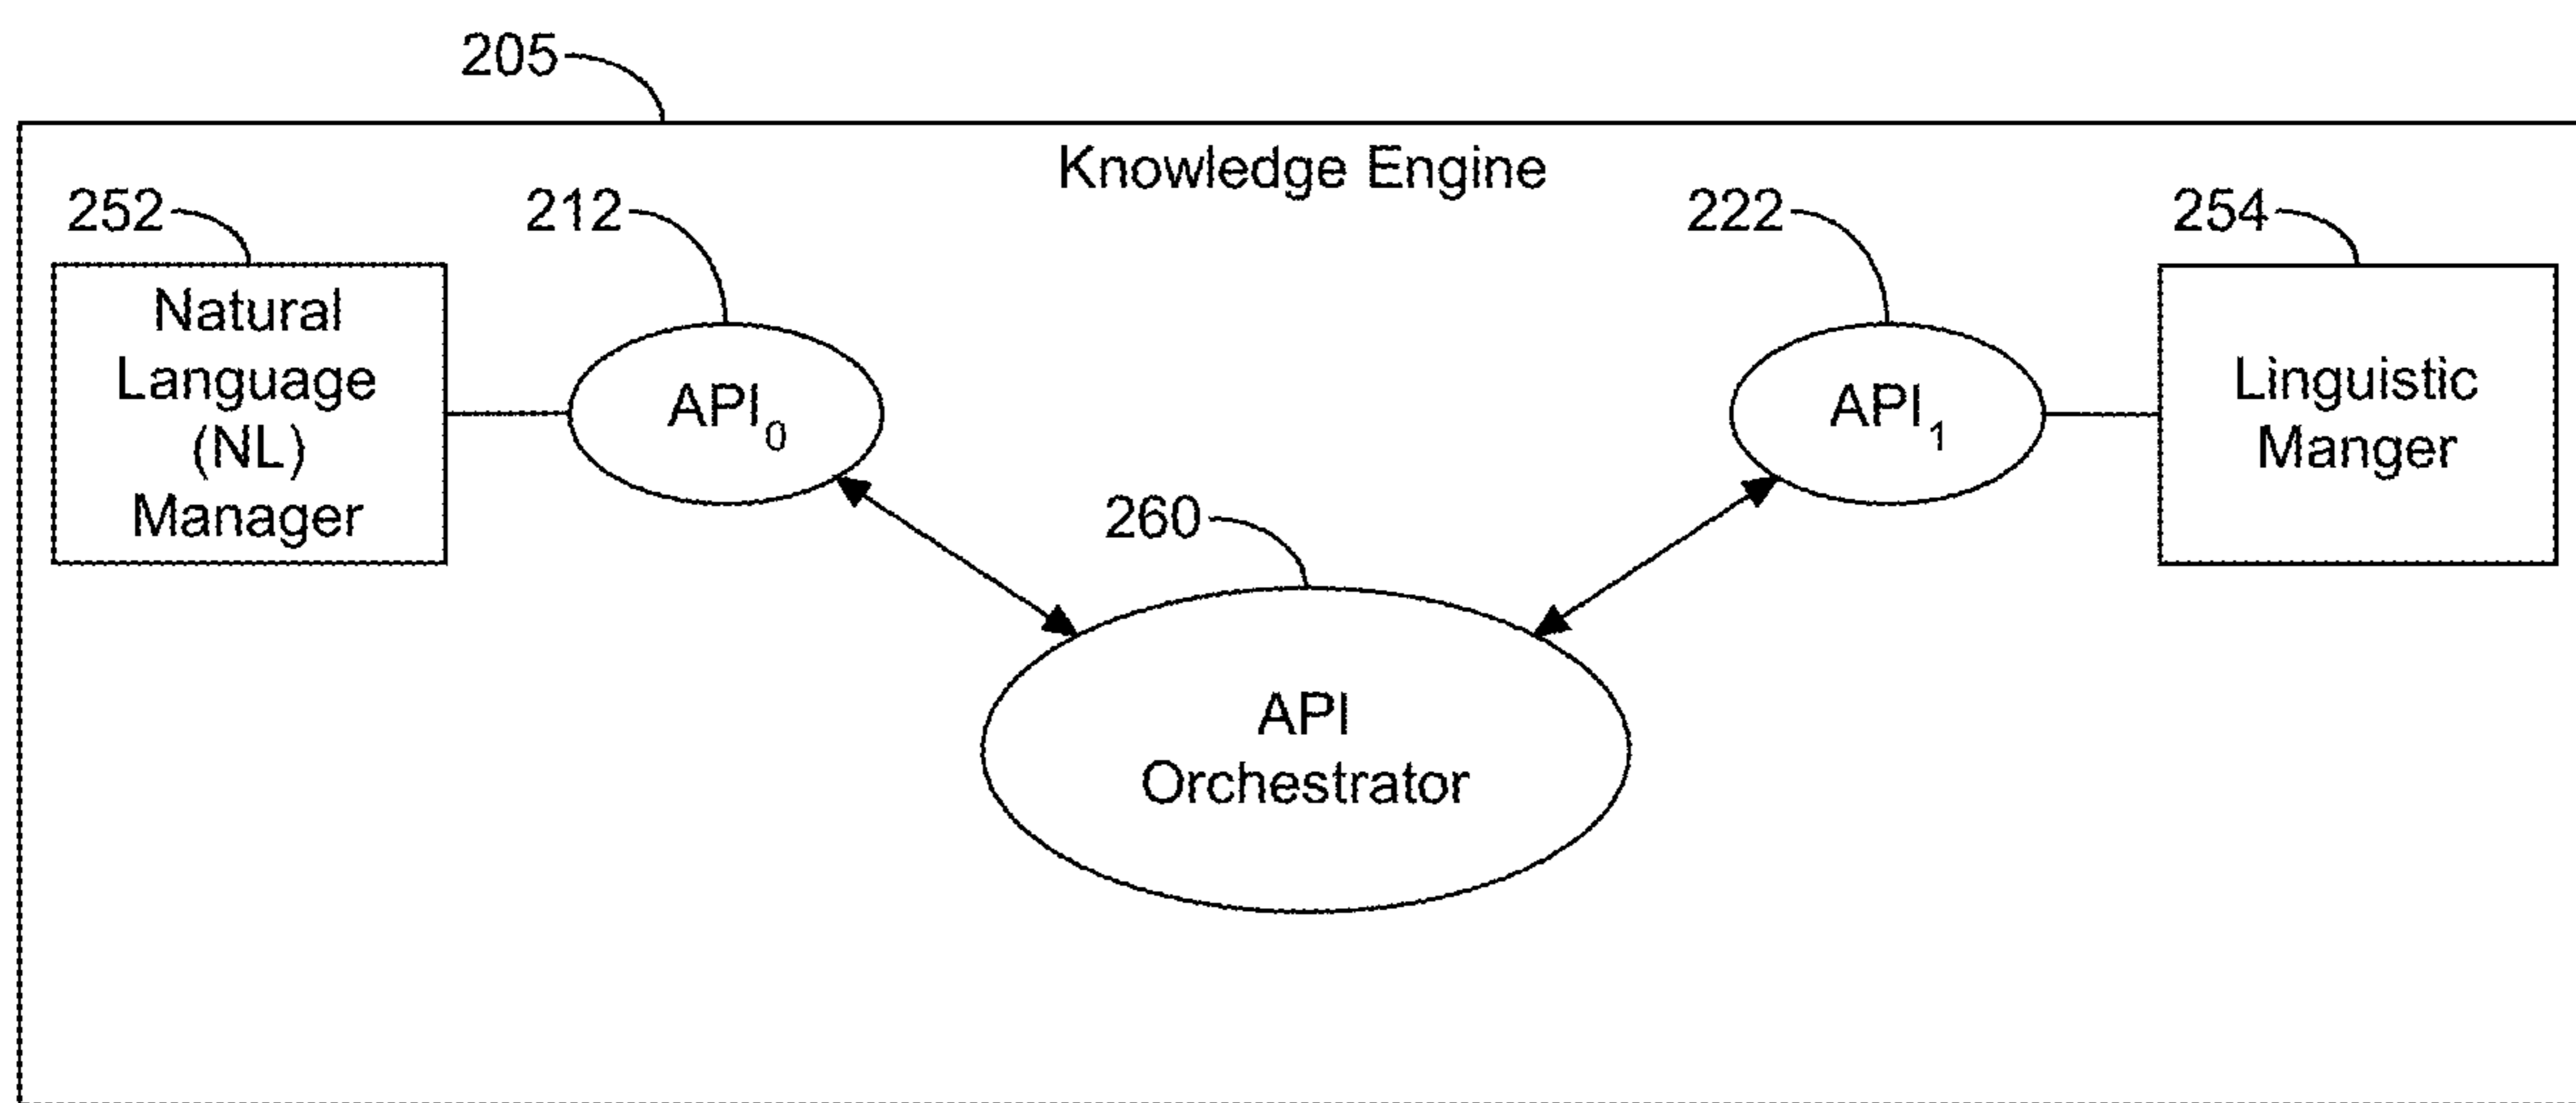 205
Knowledge Engine
252
212
222
254
Natural
Language
(NL)
Manager
API0
API1
Linguistic
Manger
260
API
Orchestrator